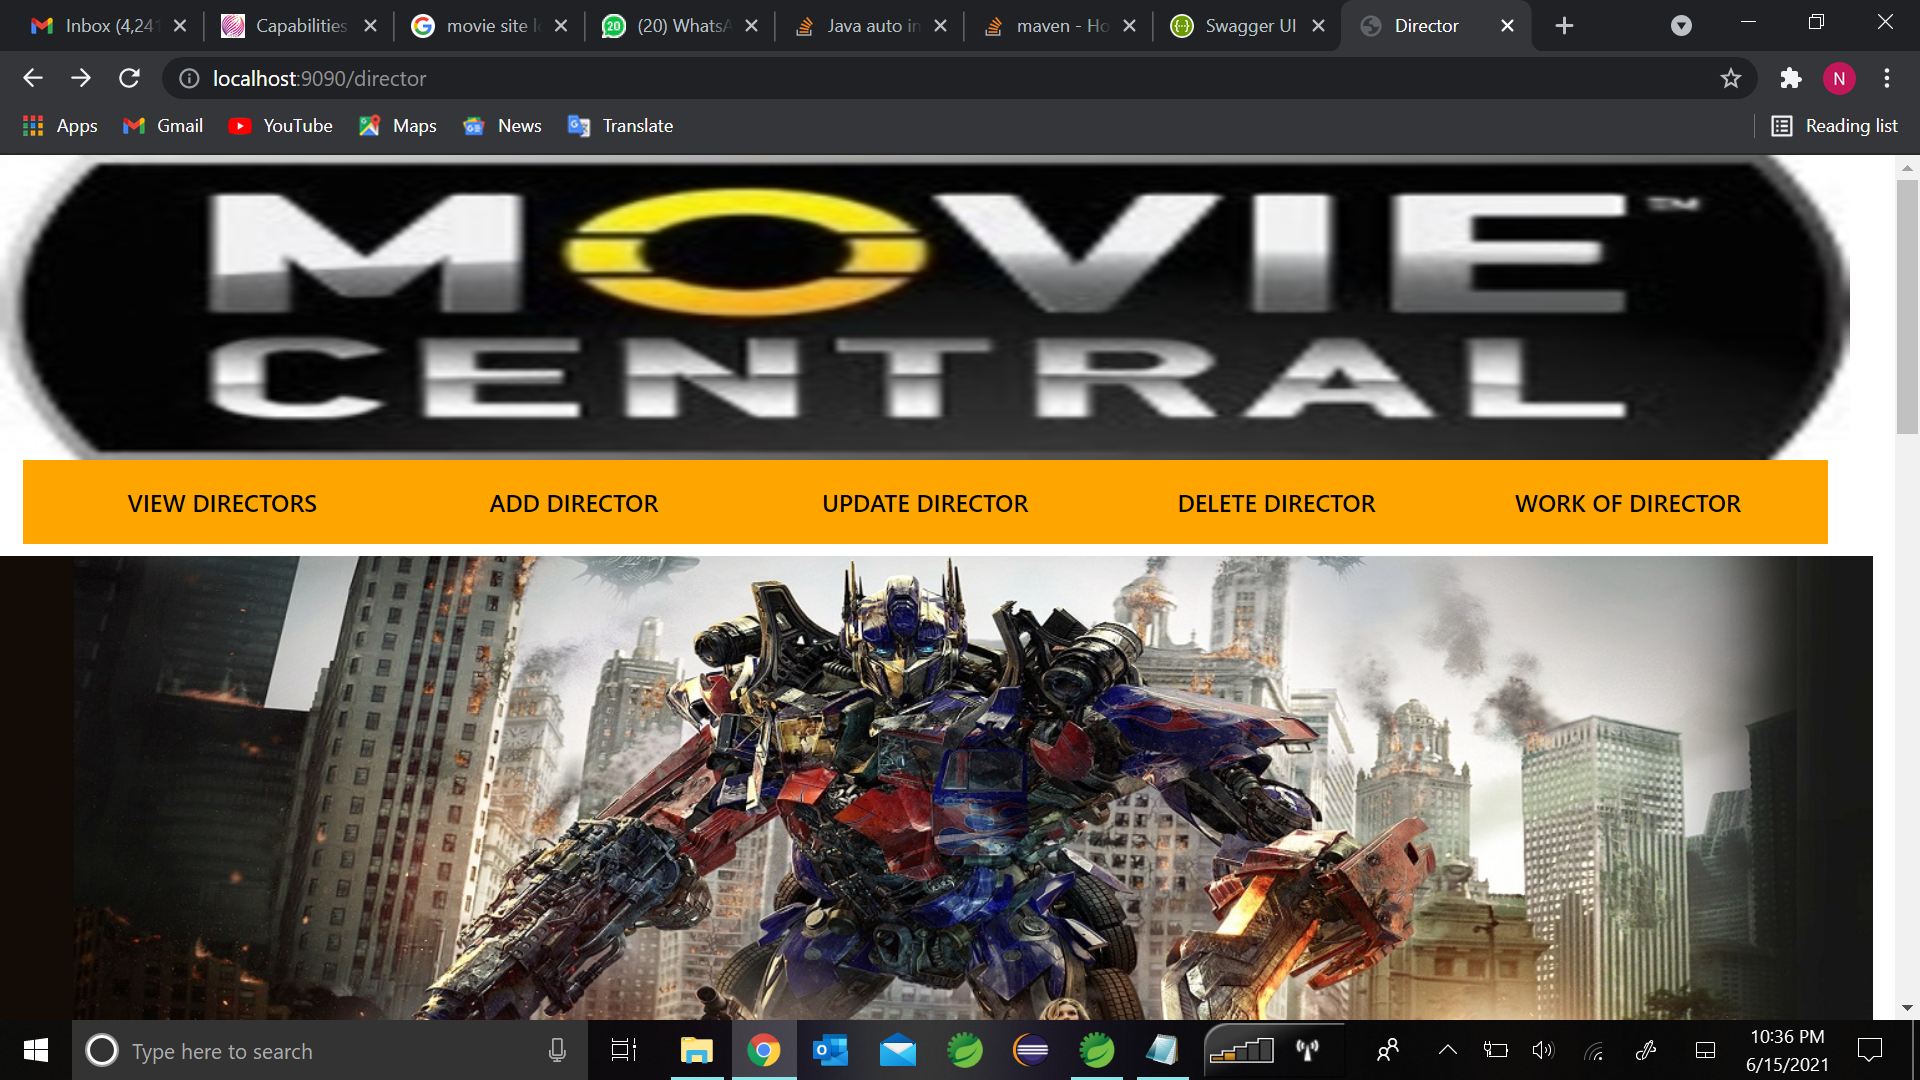 Inbox (4,241
Capabilities
movie site l
(20) WhatsA
Java auto in
maven - Ho
Swagger UI
Director
localhost:9090/director
N
Apps
Gmail
YouTube
Maps
News
Translate
Reading list
MOVIE™
CENTRAL
VIEW DIRECTORS
ADD DIRECTOR
UPDATE DIRECTOR
DELETE DIRECTOR
WORK OF DIRECTOR
Type here to search
10:36 PM
6/15/2021